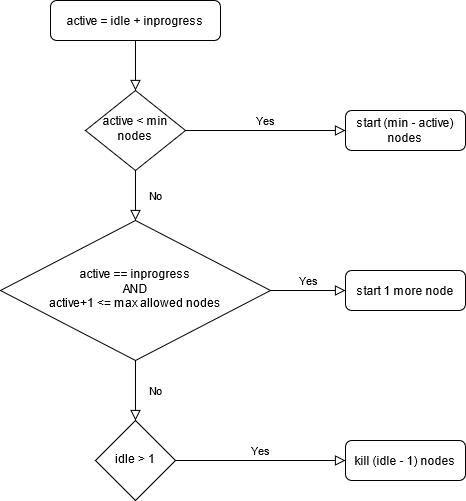 active = idle + inprogress
active < min
nodes
Yes
start (min - active)
nodes
No
active == inprogress
AND
active+1 <= max allowed nodes
Yes
start 1 more node
No
idle > 1
Yes
kill (idle - 1) nodes